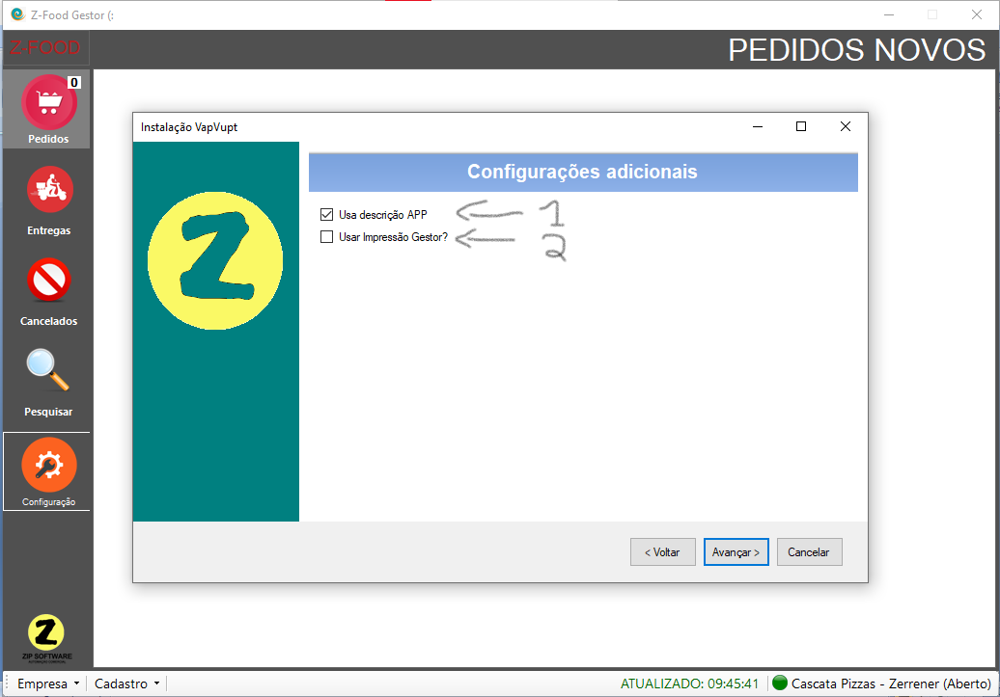 Z-Food Gestor (:
Z-FOOD
PEDIDOS NOVOS
0
Pedidos
Entregas
Cancelados
Pesquisar
Configuração
Z
ZIP SOFTWARE
AUTOMAÇÃO COMERCIAL
Instalação VapVupt
Z
Configurações adicionais
Usa descrição APP 1
Usar Impressão Gestor? 2
< Voltar Avançar > Cancelar
Empresa Cadastro ATUALIZADO: 09:45:41 Cascata Pizzas - Zerrener (Aberto)